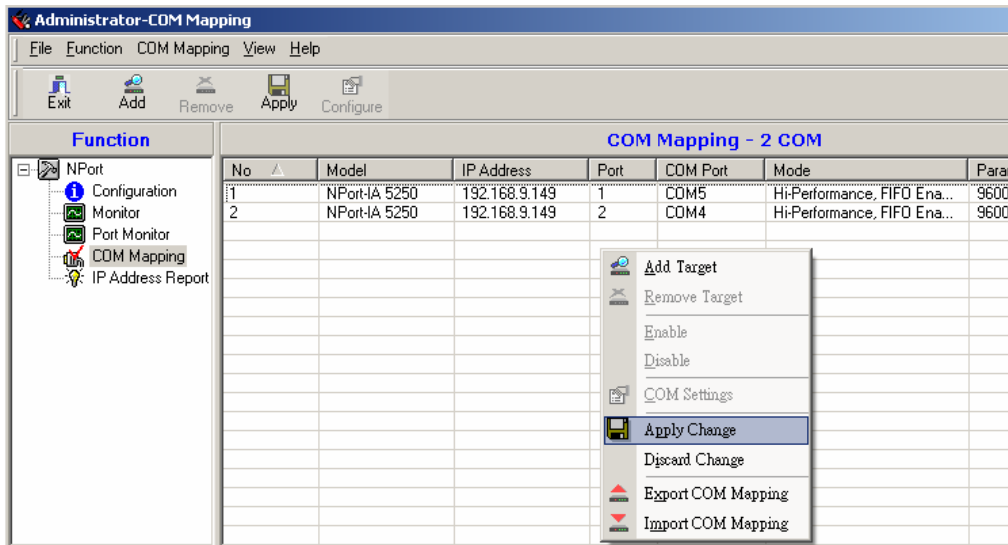 Administrator-COM Mapping
File Function COM Mapping View Help
Exit Add Remove Apply Configure
Function
COM Mapping - 2 COM
NPort
Configuration
Monitor
Port Monitor
COM Mapping
IP Address Report
No Model IP Address Port COM Port Mode
1 NPort-IA 5250 192.168.9.149 1 COM5 Hi-Performance, FIFO Ena... 9600
2 NPort-IA 5250 192.168.9.149 2 COM4 Hi-Performance, FIFO Ena... 9600
Add Target
Remove Target
Enable
Disable
COM Settings
Apply Change
Discard Change
Export COM Mapping
Import COM Mapping